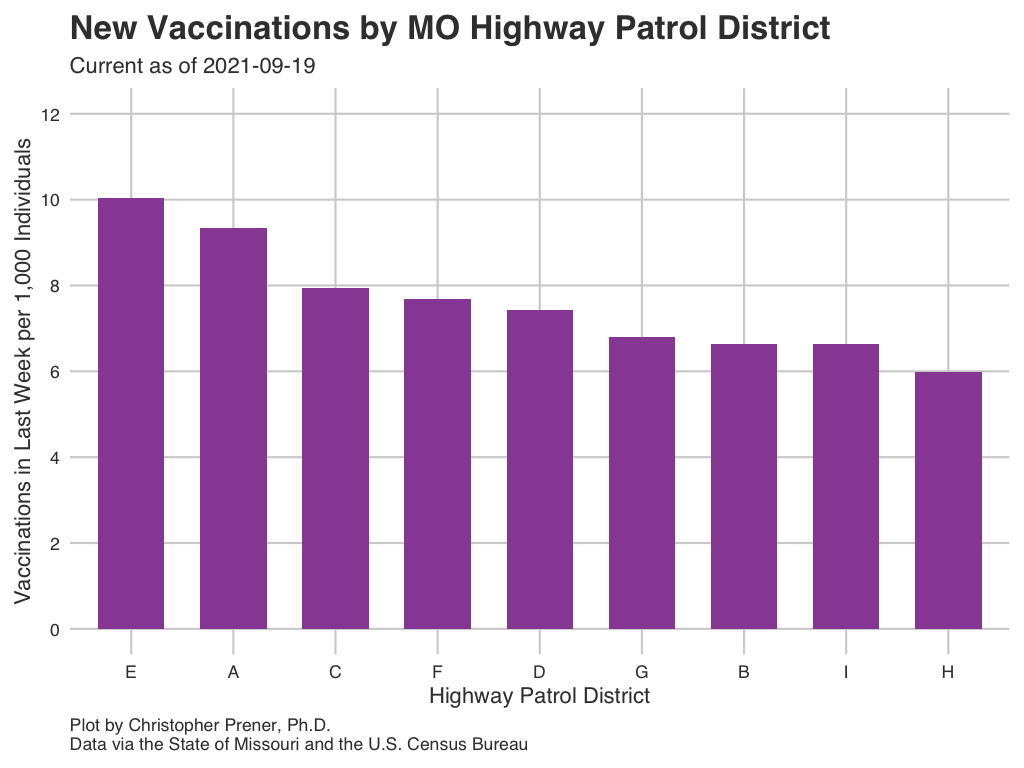 New Vaccinations by MO Highway Patrol District
Current as of 2021-09-19
Vaccinations in Last Week per 1,000 Individuals
12
10
8
6
4
2
0
E A C F D G B I H
Highway Patrol District
Plot by Christopher Prener, Ph.D.
Data via the State of Missouri and the U.S. Census Bureau